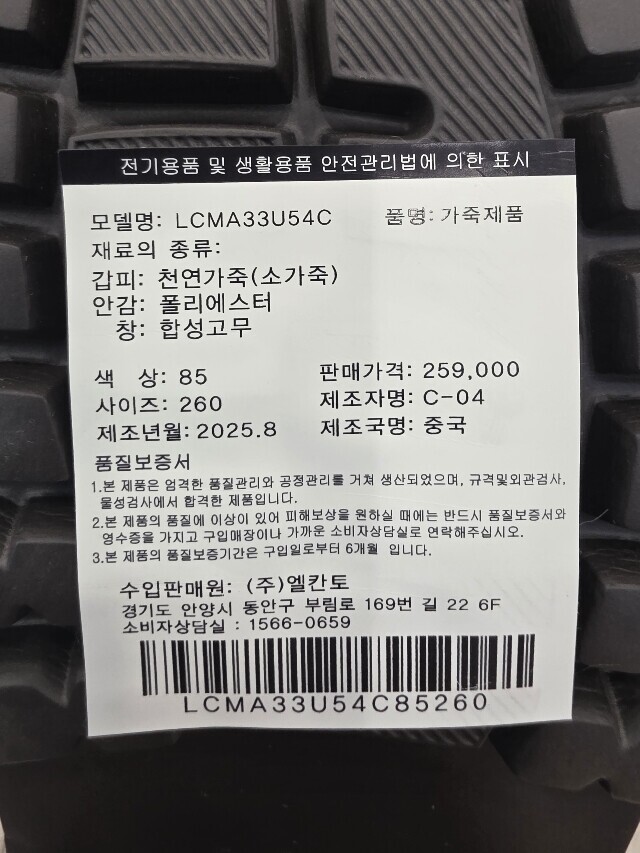 전기용품 및 생활용품 안전관리법에 의한 표시
모델명: LCMA33U54C 품명: 가죽제품
재료의 종류:
갑피: 천연가죽(소가죽)
안감: 폴리에스터
창: 합성고무
색 상: 85 판매가격: 259,000
사이즈: 260 제조자명: C-04
제조년월: 2025.8 제조국명: 중국
품질보증서
1.본 제품은 엄격한 품질관리와 공정관리를 거쳐 생산되었으며, 규격및외관검사,
물성검사에서 합격한 제품입니다.
2.본 제품의 품질에 이상이 있어 피해보상을 원하실 때에는 반드시 품질보증서와
영수증을 가지고 구입매장이나 가까운 소비자상담실로 연락해주십시오.
3.본 제품의 품질보증기간은 구입일로부터 6개월 입니다.
수입판매원: (주)엘칸토
경기도 안양시 동안구 부림로 169번 길 22 6F
소비자상담실 : 1566-0659
LCMA33U54C85260